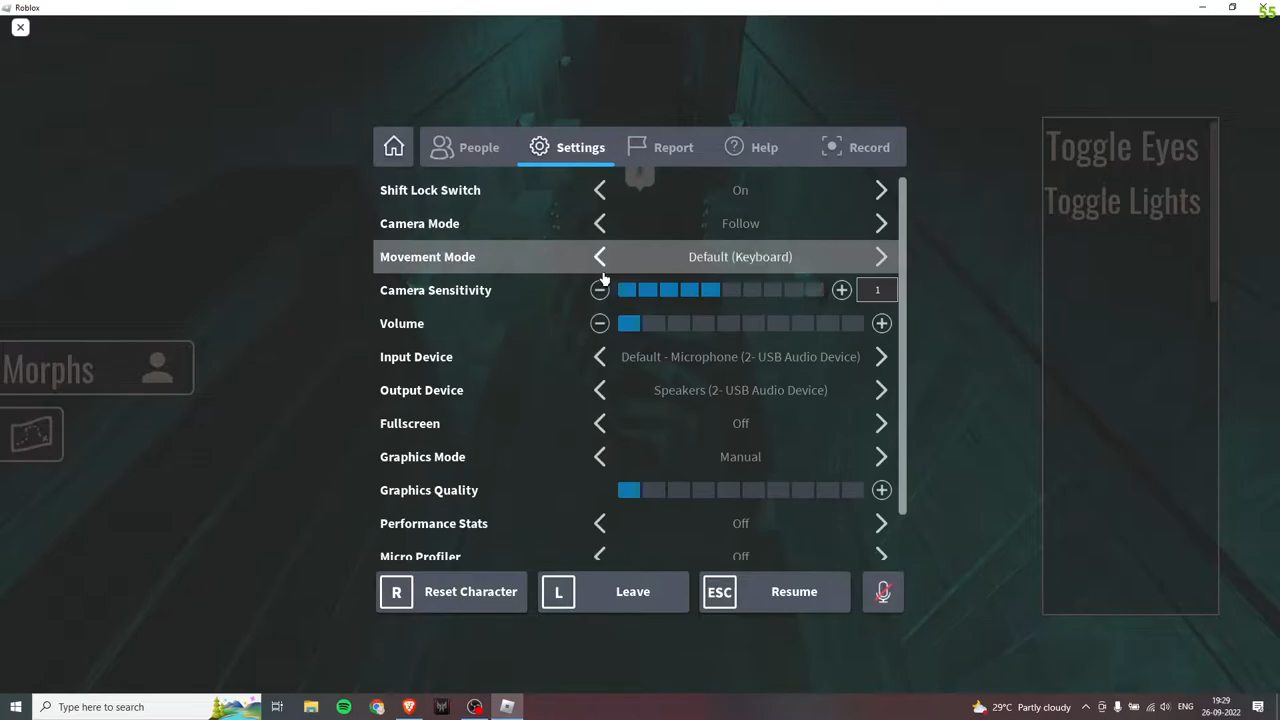 Roblox
55
People
Settings
Report
Help
Record
Shift Lock Switch On
Camera Mode Follow
Movement Mode Default (Keyboard)
Camera Sensitivity 1
Volume
Input Device Default - Microphone (2- USB Audio Device)
Output Device Speakers (2- USB Audio Device)
Fullscreen Off
Graphics Mode Manual
Graphics Quality
Performance Stats Off
Micro Profiler Off
R Reset Character
L Leave
ESC Resume
Morphs
Toggle Eyes
Toggle Lights
Type here to search
29°C Partly cloudy
19:29
26-09-2022